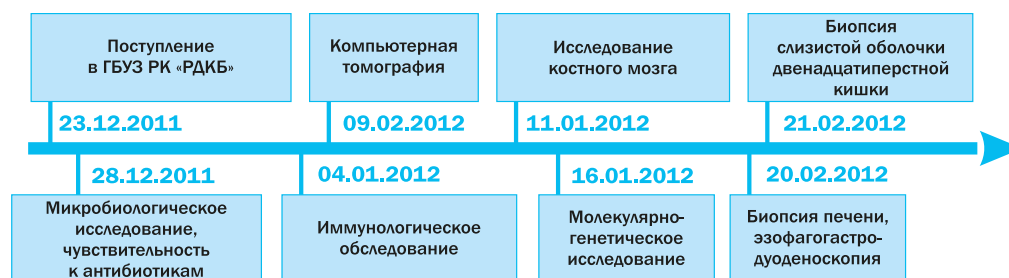 Поступление
в ГБУЗ РК «РДКБ»
Компьютерная
томография
Исследование
костного мозга
Биопсия
слизистой оболочки
двенадцатиперстной
кишки
23.12.2011
09.02.2012
11.01.2012
21.02.2012
28.12.2011
04.01.2012
16.01.2012
20.02.2012
Микробиологическое
исследование,
чувствительность
к антибиотикам
Иммунологическое
обследование
Молекулярно-
генетическое
исследование
Биопсия печени,
эзофагогастро-
дуоденоскопия